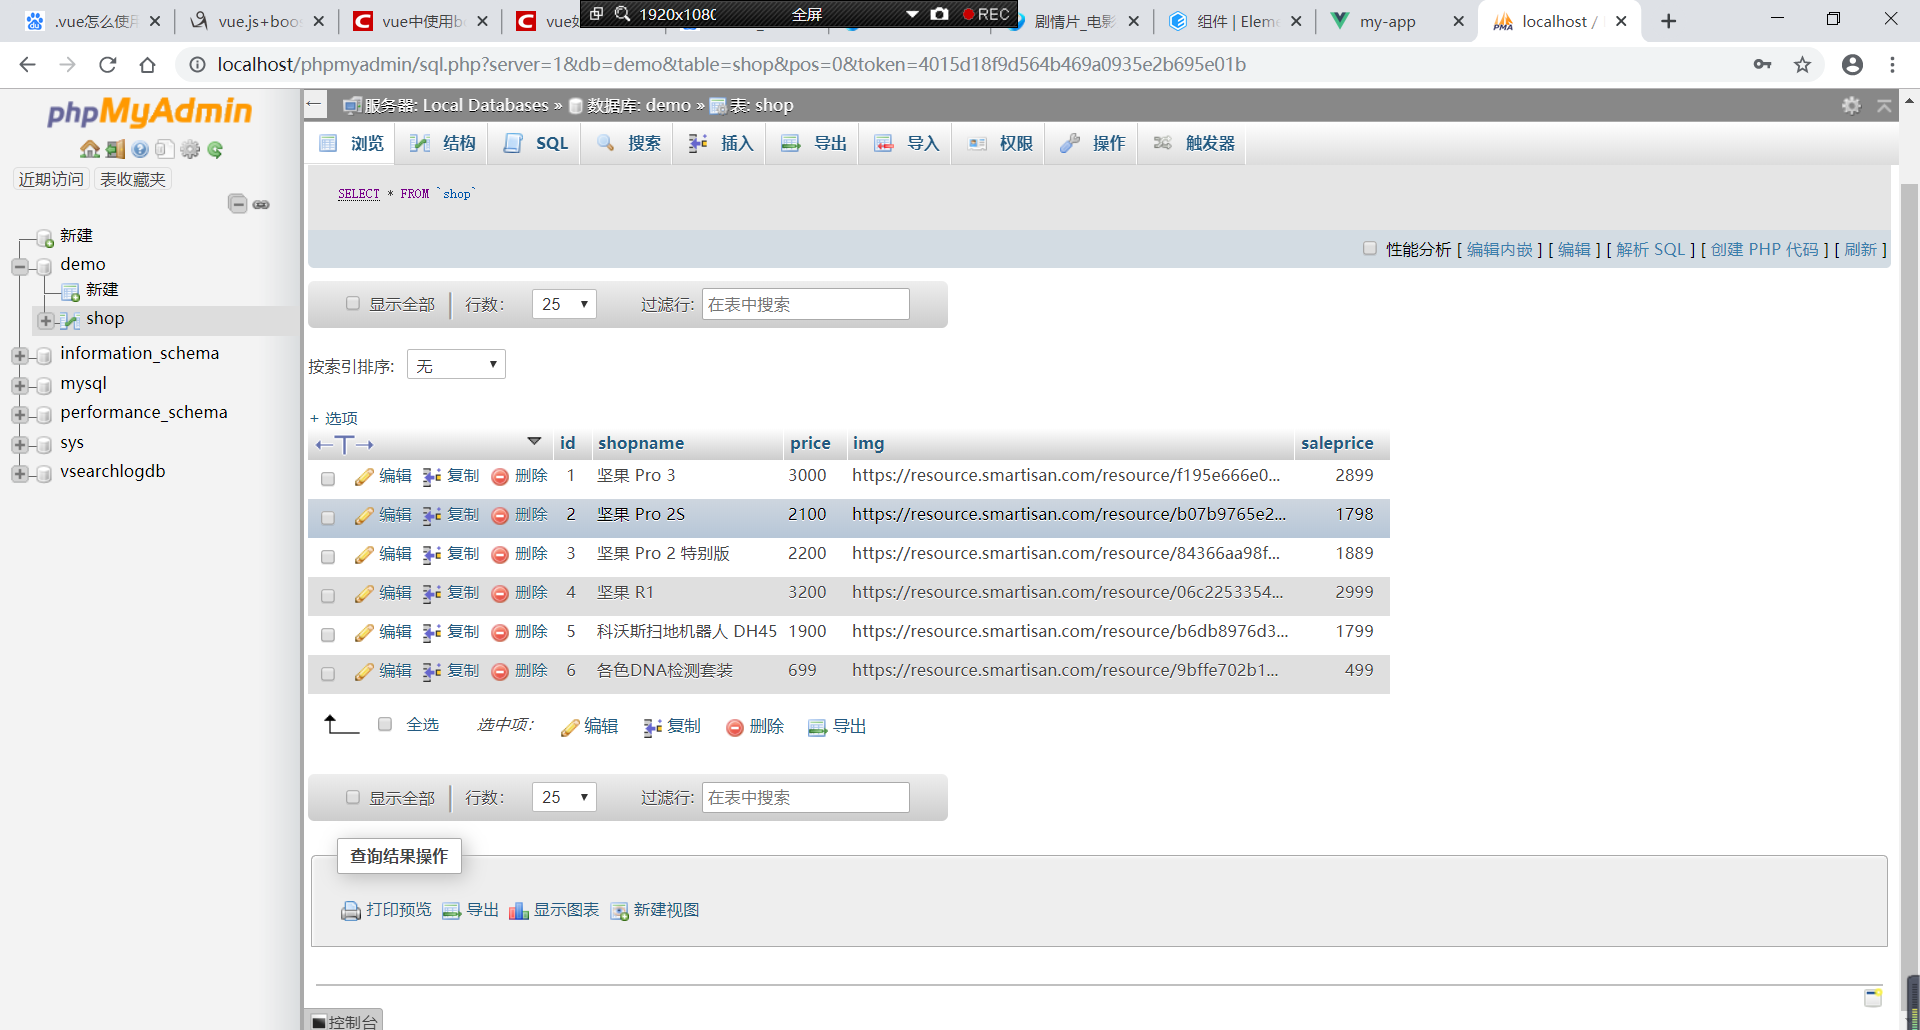 .vue怎么使用
vue.js+boos
vue中使用b
vue如
1920x1080
全屏
REC
剧情片_电影
组件 | Eleme
my-app
localhost /
localhost/phpmyadmin/sql.php?server=1&db=demo&table=shop&pos=0&token=4015d18f9d564b469a0935e2b695e01b
phpMyAdmin
近期访问 表收藏夹
新建
demo
新建
shop
information_schema
mysql
performance_schema
sys
vsearchlogdb
服务器: Local Databases » 数据库: demo » 表: shop
浏览 结构 SQL 搜索 插入 导出 导入 权限 操作 触发器
SELECT * FROM `shop`
性能分析 [ 编辑内嵌 ] [ 编辑 ] [ 解析 SQL ] [ 创建 PHP 代码 ] [ 刷新 ]
显示全部 行数: 25 过滤行: 在表中搜索
按索引排序: 无
+ 选项
←T→ id shopname price img saleprice
编辑 复制 删除 1 坚果 Pro 3 3000 https://resource.smartisan.com/resource/f195e666e0... 2899
编辑 复制 删除 2 坚果 Pro 2S 2100 https://resource.smartisan.com/resource/b07b9765e2... 1798
编辑 复制 删除 3 坚果 Pro 2 特别版 2200 https://resource.smartisan.com/resource/84366aa98f... 1889
编辑 复制 删除 4 坚果 R1 3200 https://resource.smartisan.com/resource/06c2253354... 2999
编辑 复制 删除 5 科沃斯扫地机器人 DH45 1900 https://resource.smartisan.com/resource/b6db8976d3... 1799
编辑 复制 删除 6 各色DNA检测套装 699 https://resource.smartisan.com/resource/9bffe702b1... 499
全选 选中项: 编辑 复制 删除 导出
显示全部 行数: 25 过滤行: 在表中搜索
查询结果操作
打印预览 导出 显示图表 新建视图
控制台